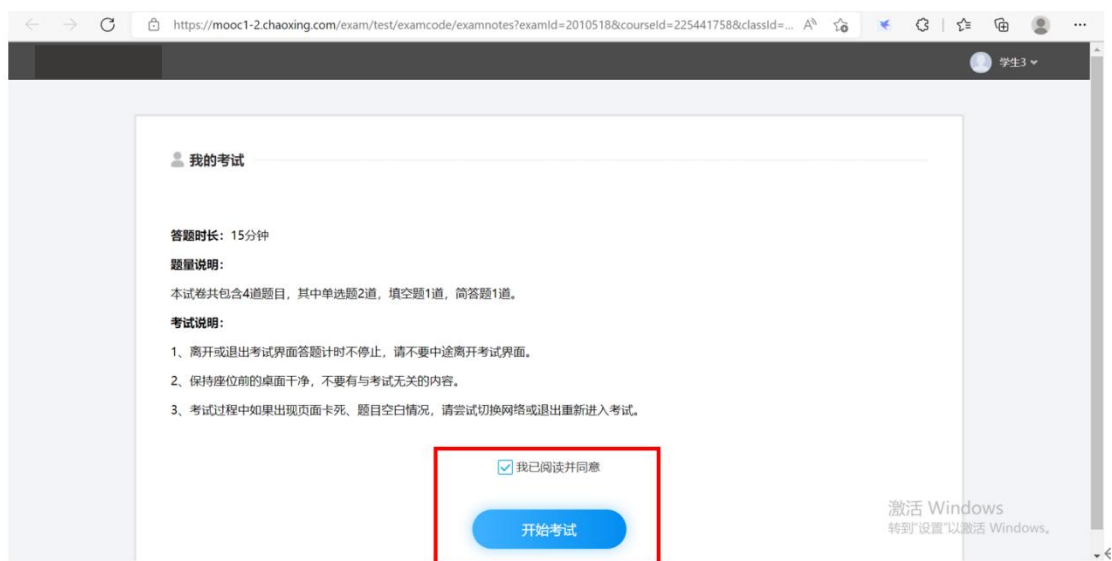 https://mooc1-2.chaoxing.com/exam/test/examcode/examnotes?examId=2010518&courseId=225441758&classId=...
学生3
我的考试
答题时长：15分钟
题量说明：
本试卷共包含4道题目，其中单选题2道，填空题1道，简答题1道。
考试说明：
1、离开或退出考试界面答题计时不停止，请不要中途离开考试界面。
2、保持座位前的桌面干净，不要有与考试无关的内容。
3、考试过程中如果出现页面卡死、题目空白情况，请尝试切换网络或退出重新进入考试。
我已阅读并同意
开始考试
激活 Windows
转到"设置"以激活 Windows。